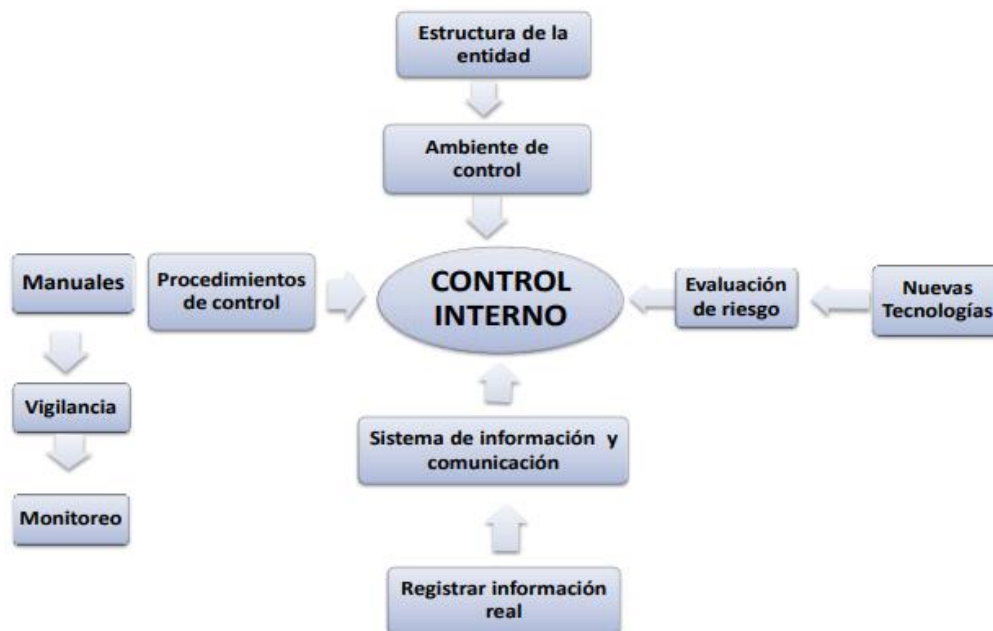 Estructura de la
entidad
Ambiente de
control
Manuales
Procedimientos
de control
CONTROL
INTERNO
Evaluación
de riesgo
Nuevas
Tecnologías
Vigilancia
Sistema de información y
comunicación
Monitoreo
Registrar información
real